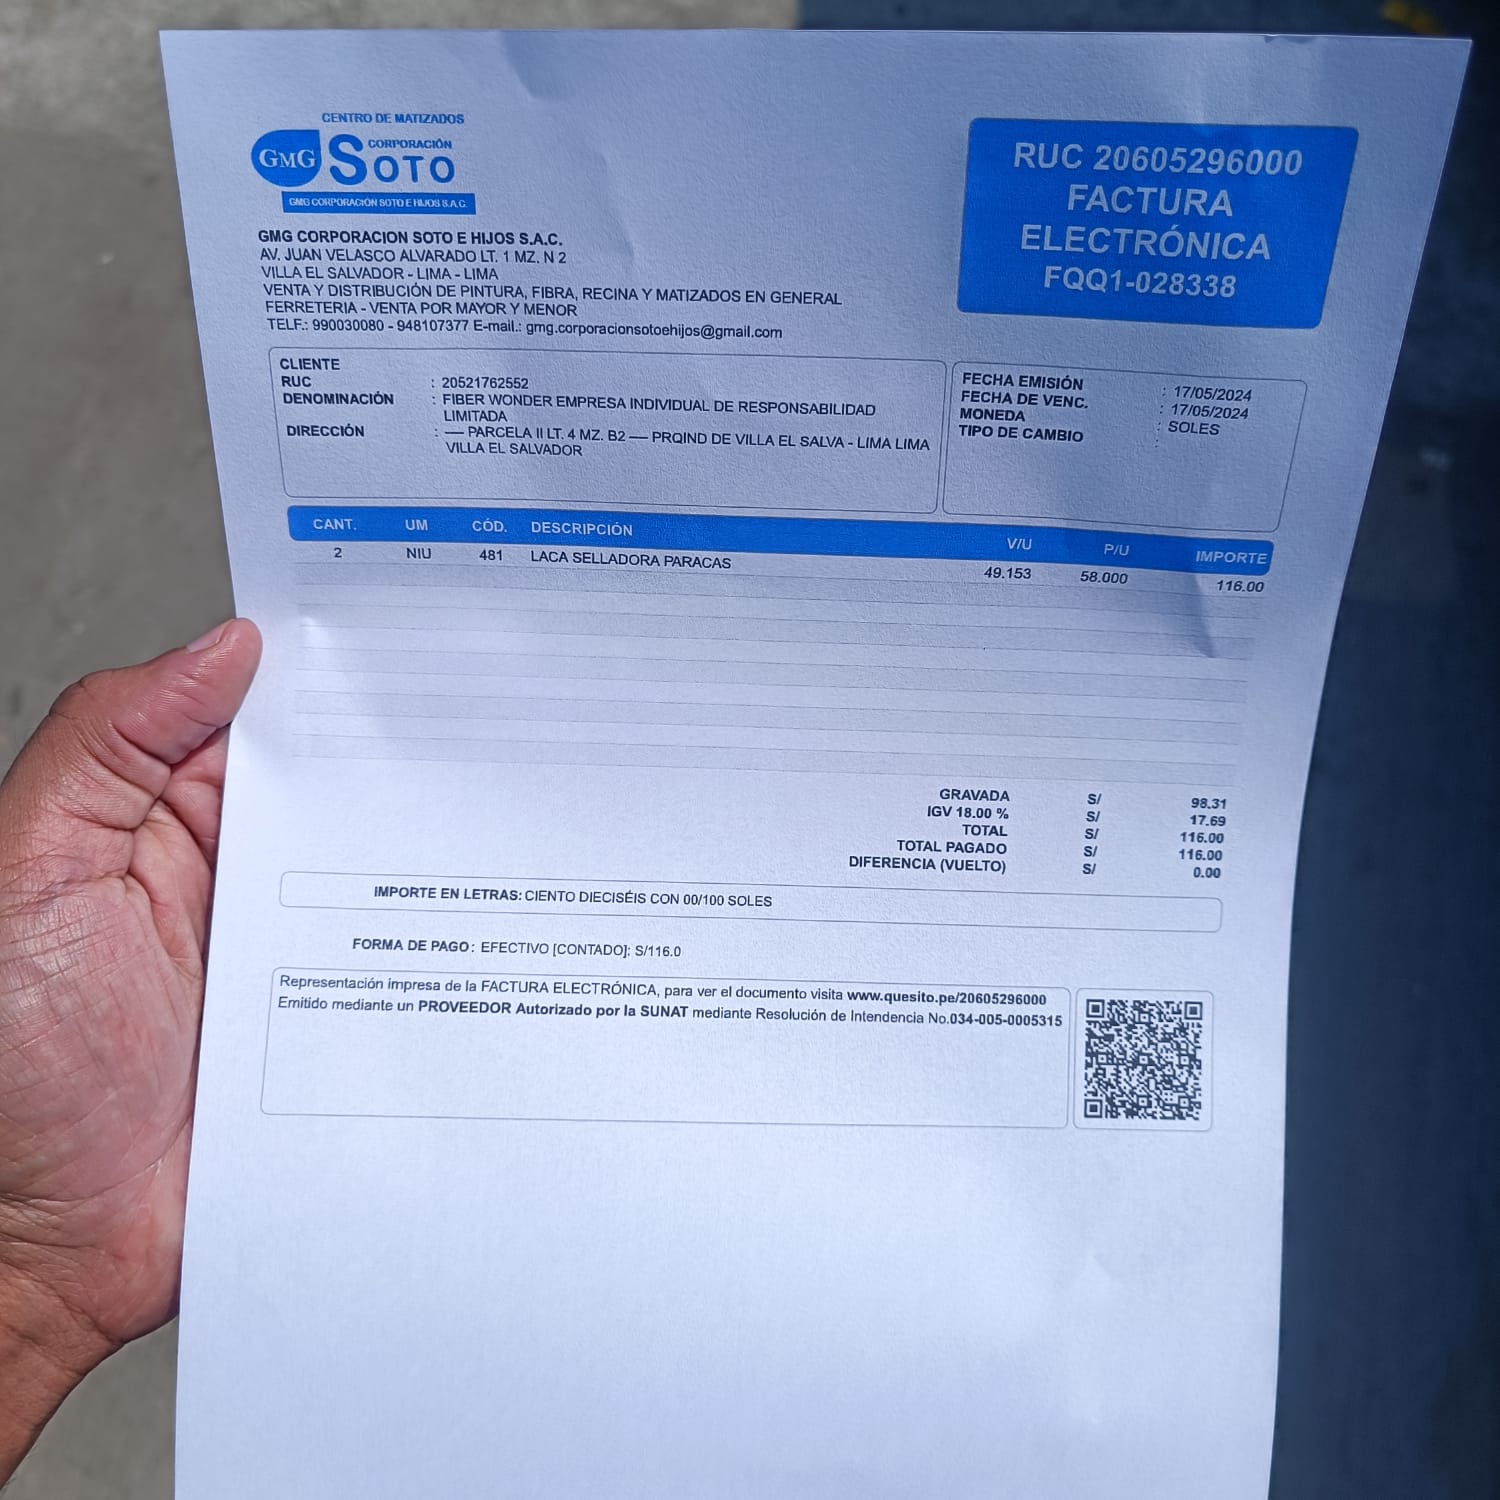 CENTRO DE MATIZADOS
GMG CORPORACIÓN
SOTO
GMG CORPORACIÓN SOTO E HIJOS S.A.C.
GMG CORPORACION SOTO E HIJOS S.A.C.
AV. JUAN VELASCO ALVARADO LT. 1 MZ. N 2
VILLA EL SALVADOR - LIMA - LIMA
VENTA Y DISTRIBUCIÓN DE PINTURA, FIBRA, RECINA Y MATIZADOS EN GENERAL
FERRETERIA - VENTA POR MAYOR Y MENOR
TELF.: 990030080 - 948107377 E-mail.: gmg.corporacionsotoehijos@gmail.com
RUC 20605296000
FACTURA
ELECTRÓNICA
FQQ1-028338
CLIENTE
RUC : 20521762552
DENOMINACIÓN : FIBER WONDER EMPRESA INDIVIDUAL DE RESPONSABILIDAD
LIMITADA
DIRECCIÓN : ---- PARCELA II LT. 4 MZ. B2 ---- PRQIND DE VILLA EL SALVA - LIMA LIMA
VILLA EL SALVADOR
FECHA EMISIÓN : 17/05/2024
FECHA DE VENC. : 17/05/2024
MONEDA : SOLES
TIPO DE CAMBIO :
CANT. UM CÓD. DESCRIPCIÓN V/U P/U IMPORTE
2 NIU 481 LACA SELLADORA PARACAS 49.153 58.000 116.00
GRAVADA S/ 98.31
IGV 18.00 % S/ 17.69
TOTAL S/ 116.00
TOTAL PAGADO S/ 116.00
DIFERENCIA (VUELTO) S/ 0.00
IMPORTE EN LETRAS: CIENTO DIECISÉIS CON 00/100 SOLES
FORMA DE PAGO : EFECTIVO [CONTADO]: S/116.0
Representación impresa de la FACTURA ELECTRÓNICA, para ver el documento visita www.quesito.pe/20605296000
Emitido mediante un PROVEEDOR Autorizado por la SUNAT mediante Resolución de Intendencia No.034-005-0005315